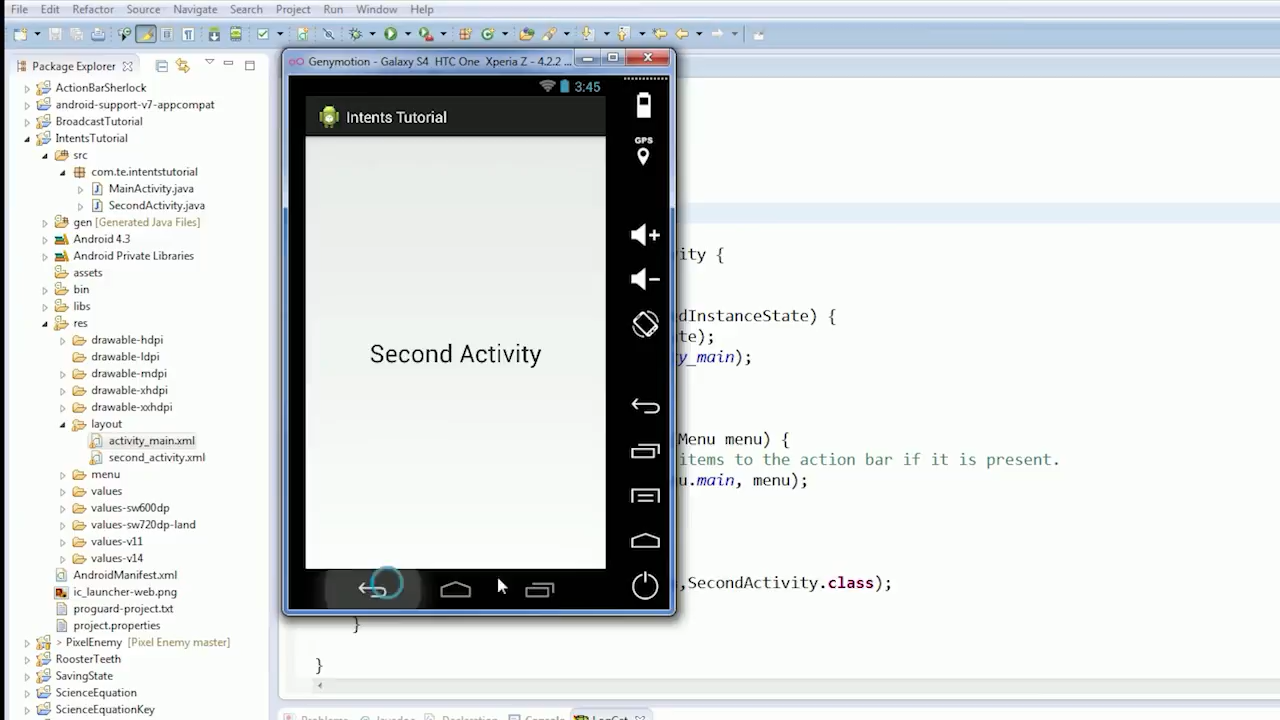 File Edit Refactor Source Navigate Search Project Run Window Help
Package Explorer
ActionBarSherlock
android-support-v7-appcompat
BroadcastTutorial
IntentsTutorial
src
com.te.intentstutorial
MainActivity.java
SecondActivity.java
gen [Generated Java Files]
Android 4.3
Android Private Libraries
assets
bin
libs
res
drawable-hdpi
drawable-ldpi
drawable-mdpi
drawable-xhdpi
drawable-xxhdpi
layout
activity_main.xml
second_activity.xml
menu
values
values-sw600dp
values-sw720dp-land
values-v11
values-v14
AndroidManifest.xml
ic_launcher-web.png
proguard-project.txt
project.properties
> PixelEnemy [Pixel Enemy master]
RoosterTeeth
SavingState
ScienceEquation
ScienceEquationKey
Genymotion - Galaxy S4 HTC One Xperia Z - 4.2.2 ...
3:45
Intents Tutorial
GPS
Second Activity
ity {
dInstanceState) {
te);
y_main);
Menu menu) {
items to the action bar if it is present.
u.main, menu);
,SecondActivity.class);
}
}
Problems @ Javadoc Declaration Console LogCat